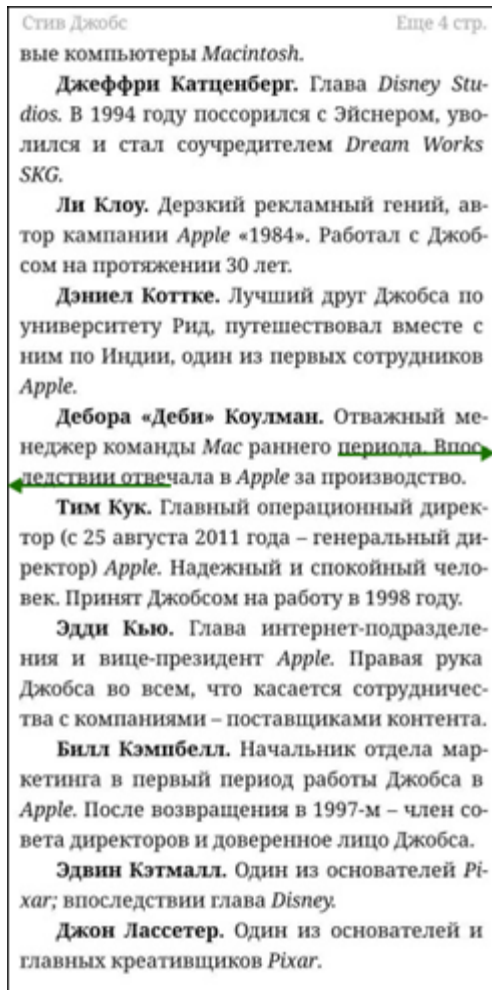 Стив Джобс Еще 4 стр.
вые компьютеры Macintosh.
Джеффри Катценберг. Глава Disney Stu-
dios. В 1994 году поссорился с Эйснером, уво-
лился и стал соучредителем Dream Works
SKG.
Ли Клоу. Дерзкий рекламный гений, ав-
тор кампании Apple «1984». Работал с Джоб-
сом на протяжении 30 лет.
Дэниел Коттке. Лучший друг Джобса по
университету Рид, путешествовал вместе с
ним по Индии, один из первых сотрудников
Apple.
Дебора «Деби» Коулман. Отважный ме-
неджер команды Mac раннего периода. Впос-
ледствии отвечала в Apple за производство.
Тим Кук. Главный операционный дирек-
тор (с 25 августа 2011 года – генеральный ди-
ректор) Apple. Надежный и спокойный чело-
век. Принят Джобсом на работу в 1998 году.
Эдди Кью. Глава интернет-подразделе-
ния и вице-президент Apple. Правая рука
Джобса во всем, что касается сотрудничес-
тва с компаниями – поставщиками контента.
Билл Кэмпбелл. Начальник отдела мар-
кетинга в первый период работы Джобса в
Apple. После возвращения в 1997-м – член со-
вета директоров и доверенное лицо Джобса.
Эдвин Кэтмалл. Один из основателей Pi-
xar; впоследствии глава Disney.
Джон Лассетер. Один из основателей и
главных креативщиков Pixar.